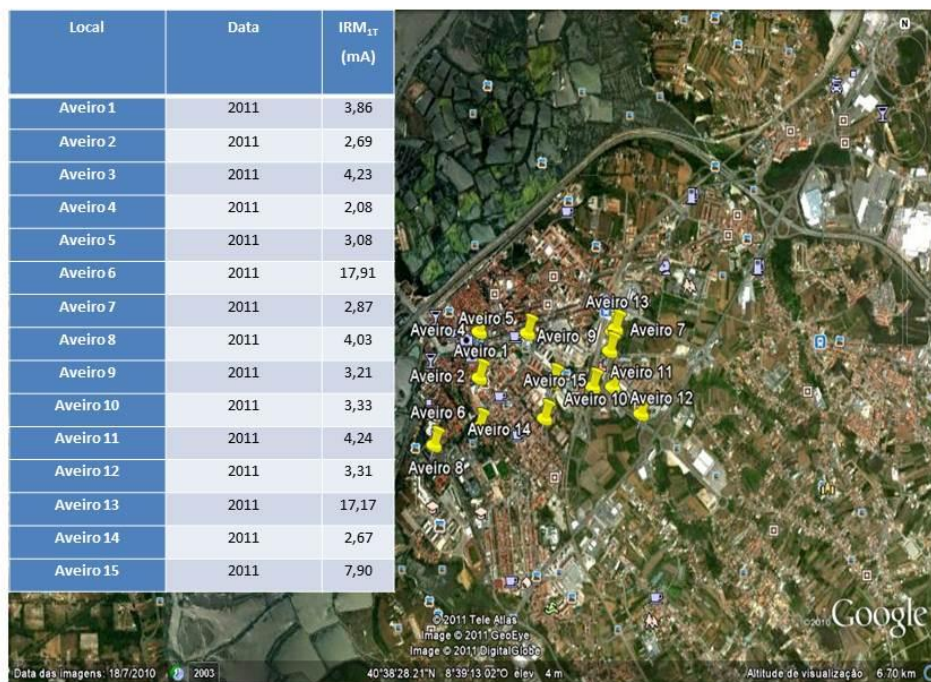 Local Data IRM1T (mA)
Aveiro 1 2011 3,86
Aveiro 2 2011 2,69
Aveiro 3 2011 4,23
Aveiro 4 2011 2,08
Aveiro 5 2011 3,08
Aveiro 6 2011 17,91
Aveiro 7 2011 2,87
Aveiro 8 2011 4,03
Aveiro 9 2011 3,21
Aveiro 10 2011 3,33
Aveiro 11 2011 4,24
Aveiro 12 2011 3,31
Aveiro 13 2011 17,17
Aveiro 14 2011 2,67
Aveiro 15 2011 7,90
N
Aveiro 13
Aveiro 5
Aveiro 4
Aveiro 9
Aveiro 7
Aveiro 1
Aveiro 2
Aveiro 15
Aveiro 11
Aveiro 10
Aveiro 12
Aveiro 6
Aveiro 14
Aveiro 8
© 2011 Tele Atlas
Image © 2011 GeoEye
Image © 2011 DigitalGlobe
©2010 Google
Data das imagens: 18/7/2010 2003 40°38'28.21"N 8°39'13.02"O elev 4 m Altitude de visualização 6.70 km